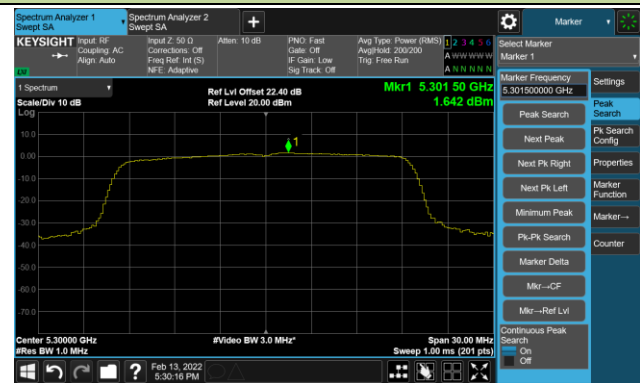 Spectrum Analyzer 1
Swept SA
Spectrum Analyzer 2
Swept SA
+
Marker
KEYSIGHT
Input: RF
Coupling: AC
Align: Auto
Input Z: 50 Ω
Corrections: Off
Freq Ref: Int (S)
NFE: Adaptive
Atten: 10 dB
PNO: Fast
Gate: Off
IF Gain: Low
Sig Track: Off
Avg Type: Power (RMS)
Avg|Hold: 200/200
Trig: Free Run
1 2 3 4 5 6
A W W W W W
A N N N N N
LXI
Select Marker
Marker 1
1 Spectrum
Scale/Div 10 dB
Log
Ref Lvl Offset 22.40 dB
Ref Level 20.00 dBm
Mkr1 5.301 50 GHz
1.642 dBm
10.0
0.00
-10.0
-20.0
-30.0
-40.0
-50.0
-60.0
-70.0
1
Center 5.30000 GHz
#Res BW 1.0 MHz
#Video BW 3.0 MHz*
Span 30.00 MHz
Sweep 1.00 ms (201 pts)
Marker Frequency
5.301500000 GHz
Peak Search
Next Peak
Next Pk Right
Next Pk Left
Minimum Peak
Pk-Pk Search
Marker Delta
Mkr→CF
Mkr→Ref Lvl
Continuous Peak
Search
On
Off
Settings
Peak
Search
Pk Search
Config
Properties
Marker
Function
Marker→
Counter
?
Feb 13, 2022
5:30:16 PM